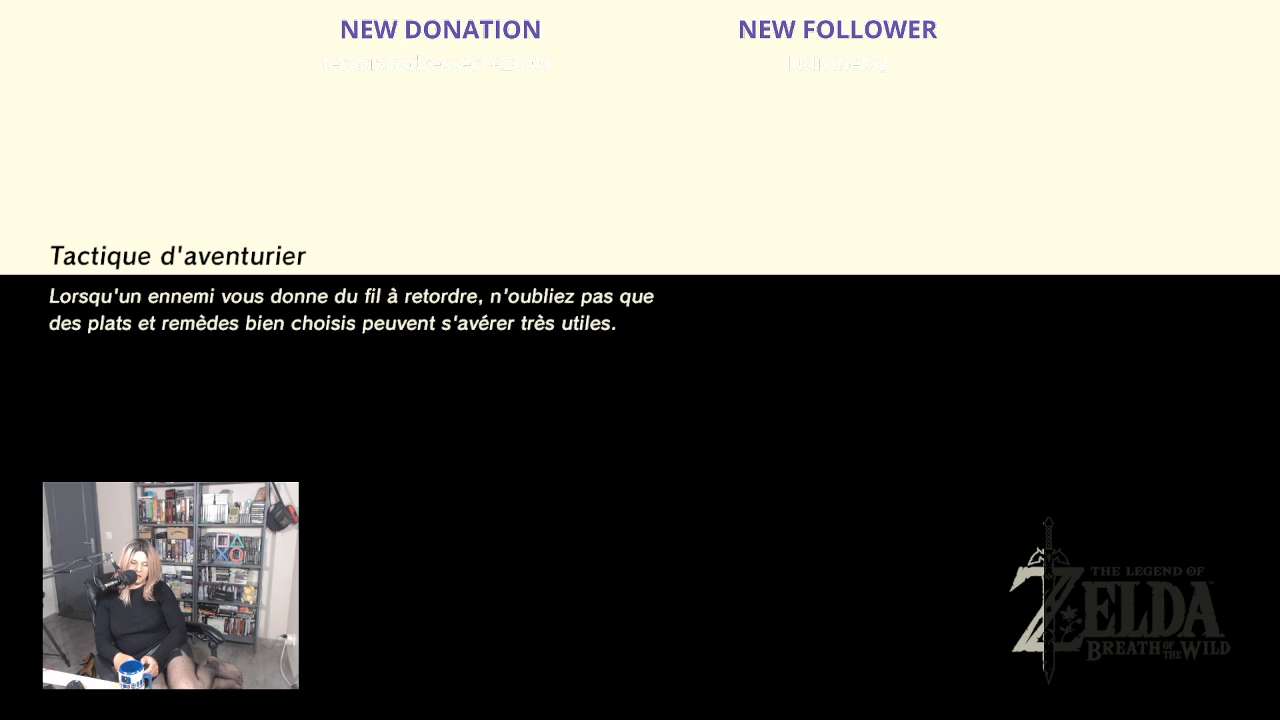 NEW DONATION
NEW FOLLOWER
Tactique d'aventurier
Lorsqu'un ennemi vous donne du fil à retordre, n'oubliez pas que
des plats et remèdes bien choisis peuvent s'avérer très utiles.
THE LEGEND OF
ZELDA
BREATH OF THE WILD